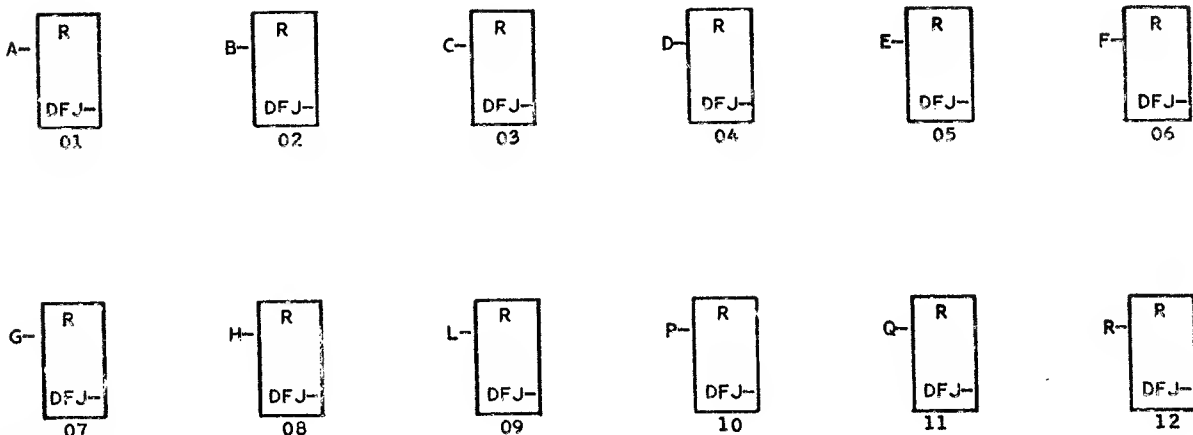 R R R R R R
A- B- C- D- E- F-
DFJ- DFJ- DFJ- DFJ- DFJ- DFJ-
01 02 03 04 05 06
R R R R R R
G- H- L- P- Q- R-
DFJ- DFJ- DFJ- DFJ- DFJ- DFJ-
07 08 09 10 11 12